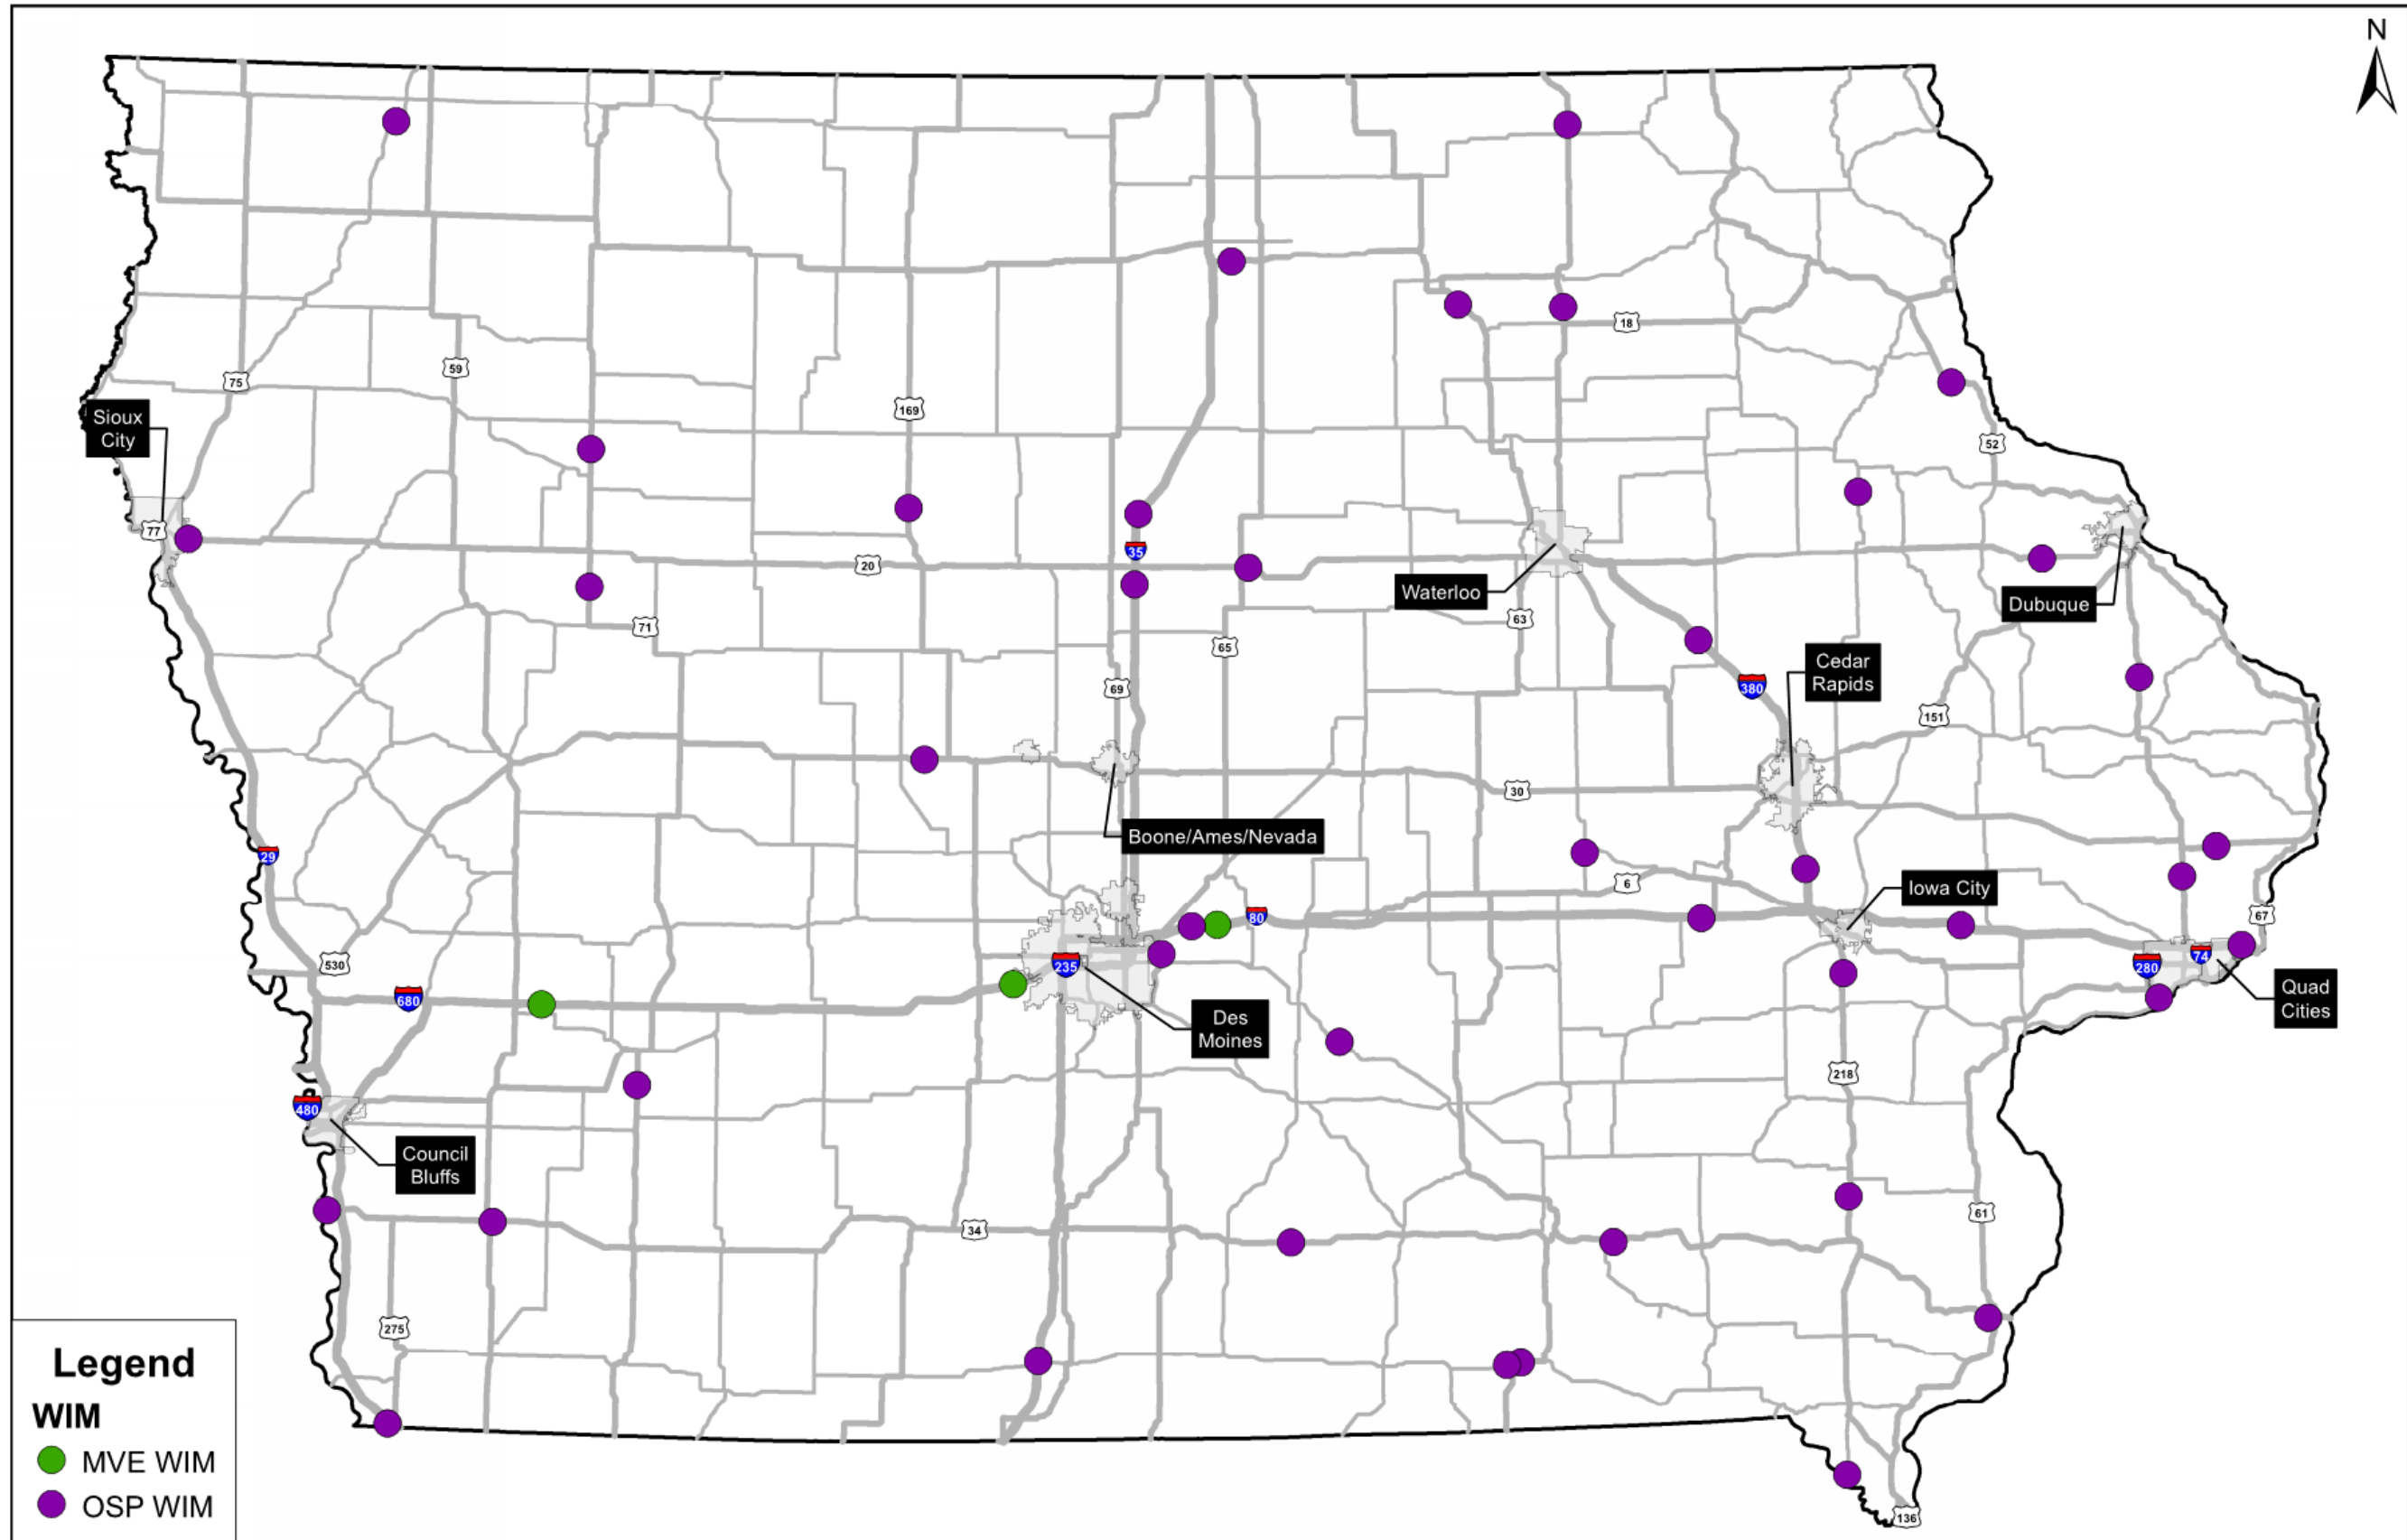 N
18
75
59
Sioux
City
169
52
77
35
20
Waterloo
Dubuque
63
71
65
Cedar
Rapids
69
380
151
30
Boone/Ames/Nevada
29
6
Iowa City
80
67
530
235
74
280
680
Quad
Cities
Des
Moines
218
480
Council
Bluffs
61
34
275
Legend
WIM
MVE WIM
OSP WIM
136